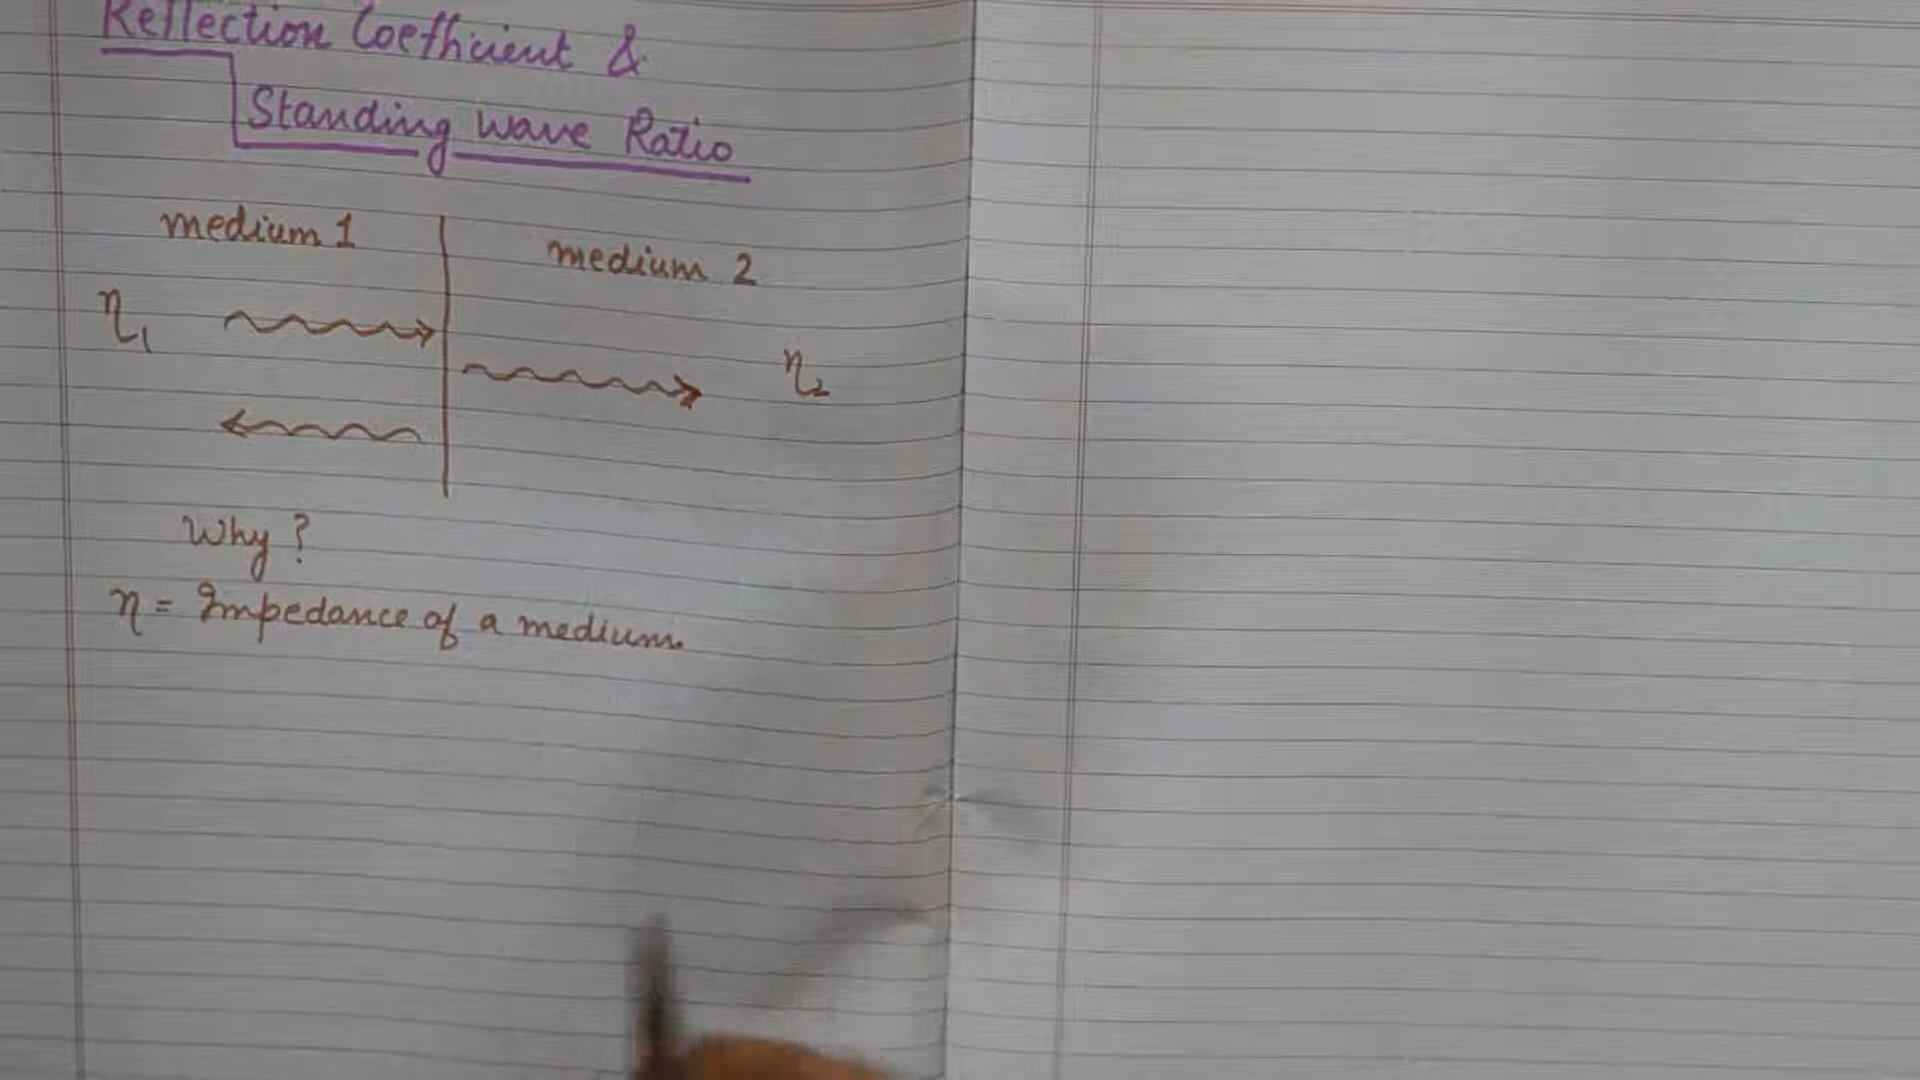 Reflection Coefficient &
Standing Wave Ratio
medium 1
medium 2
η₁
η₂
Why?
η = Impedance of a medium.